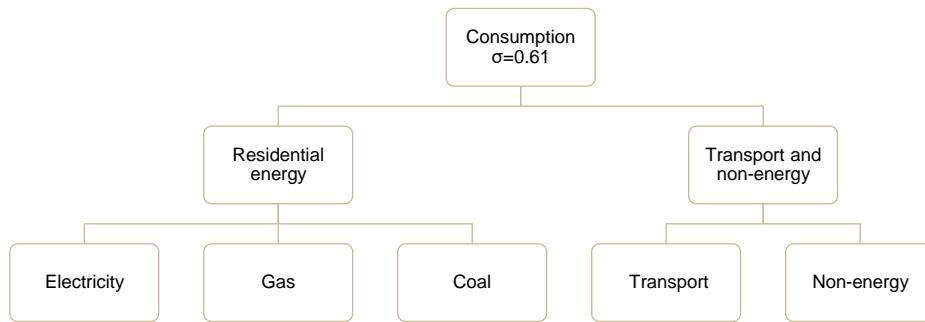 Consumption
σ=0.61
Residential
energy
Transport and
non-energy
Electricity
Gas
Coal
Transport
Non-energy